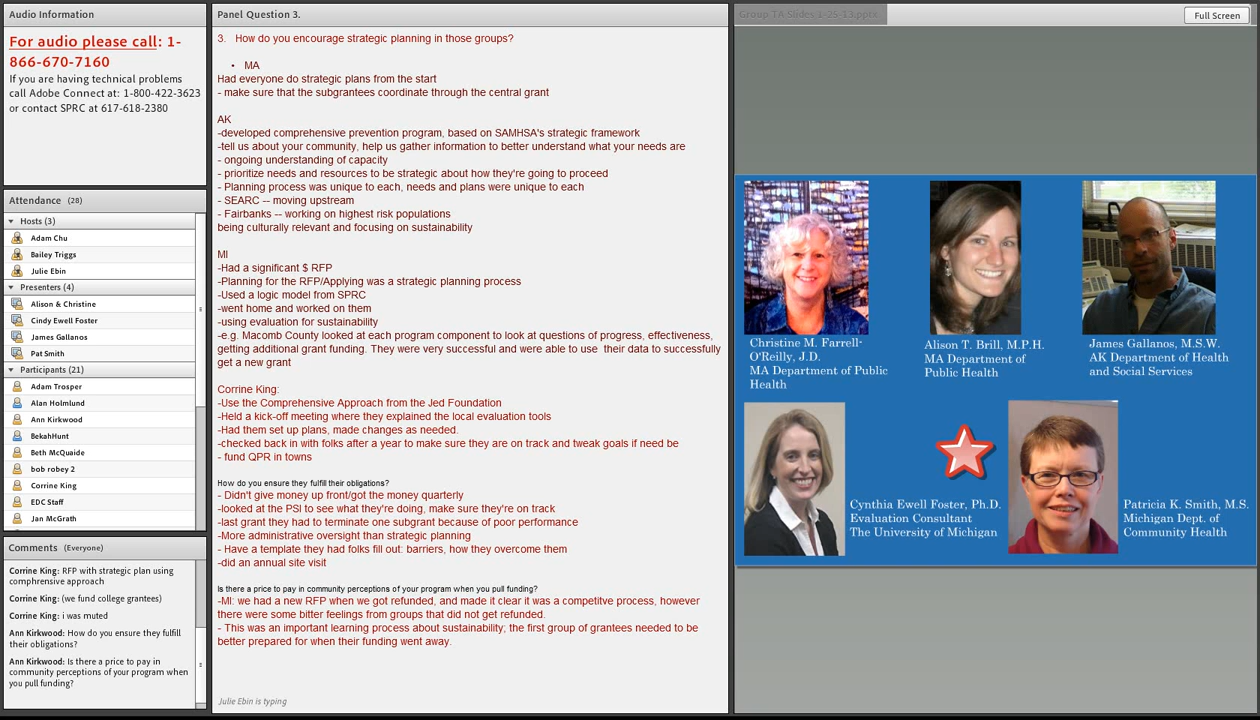 Audio Information
For audio please call: 1-
866-670-7160
If you are having technical problems
call Adobe Connect at: 1-800-422-3623
or contact SPRC at 617-618-2380
Attendance (28)
Hosts (3)
Adam Chu
Bailey Triggs
Julie Ebin
Presenters (4)
Alison & Christine
Cindy Ewell Foster
James Gallanos
Pat Smith
Participants (21)
Adam Trosper
Alan Holmlund
Ann Kirkwood
BekahHunt
Beth McQuaide
bob robey 2
Corrine King
EDC Staff
Jan McGrath
Comments (Everyone)
Corrine King: RFP with strategic plan using
comphrensive approach
Corrine King: (we fund college grantees)
Corrine King: i was muted
Ann Kirkwood: How do you ensure they fulfill
their obligations?
Ann Kirkwood: Is there a price to pay in
community perceptions of your program when
you pull funding?
Panel Question 3.
3. How do you encourage strategic planning in those groups?
• MA
Had everyone do strategic plans from the start
- make sure that the subgrantees coordinate through the central grant
AK
-developed comprehensive prevention program, based on SAMHSA's strategic framework
-tell us about your community, help us gather information to better understand what your needs are
- ongoing understanding of capacity
- prioritize needs and resources to be strategic about how they're going to proceed
- Planning process was unique to each, needs and plans were unique to each
- SEARC -- moving upstream
- Fairbanks -- working on highest risk populations
being culturally relevant and focusing on sustainability
MI
-Had a significant $ RFP
-Planning for the RFP/Applying was a strategic planning process
-Used a logic model from SPRC
-went home and worked on them
-using evaluation for sustainability
-e.g. Macomb County looked at each program component to look at questions of progress, effectiveness,
getting additional grant funding. They were very successful and were able to use their data to successfully
get a new grant
Corrine King:
-Use the Comprehensive Approach from the Jed Foundation
-Held a kick-off meeting where they explained the local evaluation tools
-Had them set up plans, made changes as needed.
-checked back in with folks after a year to make sure they are on track and tweak goals if need be
- fund QPR in towns
How do you ensure they fulfill their obligations?
- Didn't give money up front/got the money quarterly
-looked at the PSI to see what they're doing, make sure they're on track
-last grant they had to terminate one subgrant because of poor performance
-More administrative oversight than strategic planning
- Have a template they had folks fill out: barriers, how they overcome them
-did an annual site visit
Is there a price to pay in community perceptions of your program when you pull funding?
-MI: we had a new RFP when we got refunded, and made it clear it was a competitve process, however
there were some bitter feelings from groups that did not get refunded.
- This was an important learning process about sustainability; the first group of grantees needed to be
better prepared for when their funding went away.
Julie Ebin is typing
Group TA Slides 1-25-13.pptx
Full Screen
Christine M. Farrell-
O'Reilly, J.D.
MA Department of Public
Health
Alison T. Brill, M.P.H.
MA Department of
Public Health
James Gallanos, M.S.W.
AK Department of Health
and Social Services
Cynthia Ewell Foster, Ph.D.
Evaluation Consultant
The University of Michigan
Patricia K. Smith, M.S.
Michigan Dept. of
Community Health